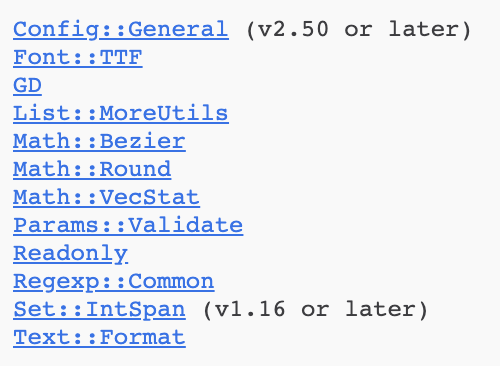 Config::General (v2.50 or later)
Font::TTF
GD
List::MoreUtils
Math::Bezier
Math::Round
Math::VecStat
Params::Validate
Readonly
Regexp::Common
Set::IntSpan (v1.16 or later)
Text::Format